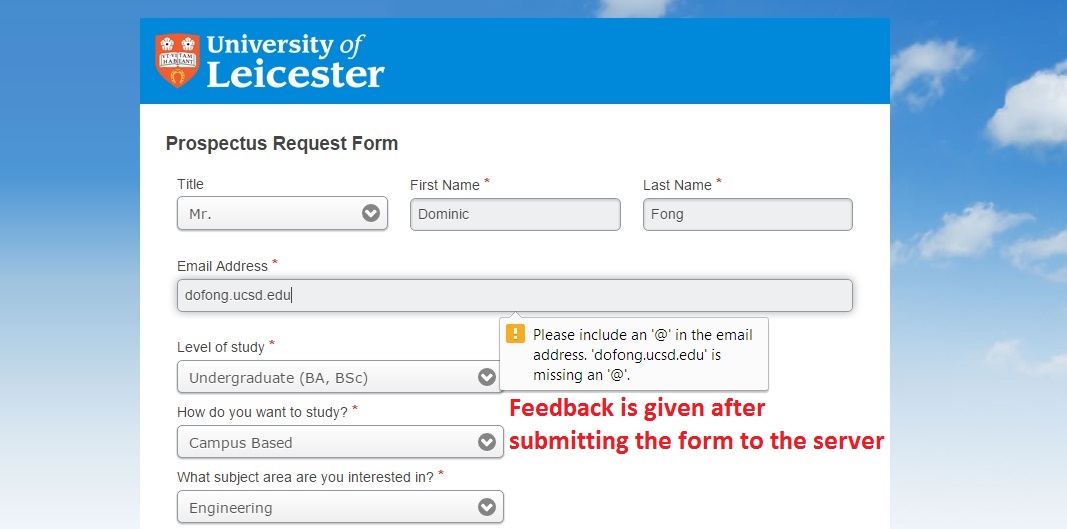 University of
Leicester
Prospectus Request Form
Title
First Name *
Last Name *
Mr.
Dominic
Fong
Email Address *
dofong.ucsd.edu
Please include an '@' in the email
address. 'dofong.ucsd.edu' is
missing an '@'.
Level of study *
Undergraduate (BA, BSc)
Feedback is given after
submitting the form to the server
How do you want to study? *
Campus Based
What subject area are you interested in? *
Engineering